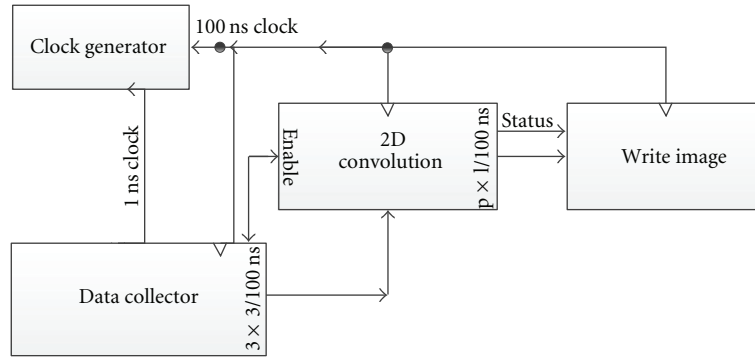 100 ns clock
Clock generator
1 ns clock
Enable
2D
convolution
p × 1/100 ns
Status
Write image
Data collector
3 × 3/100 ns